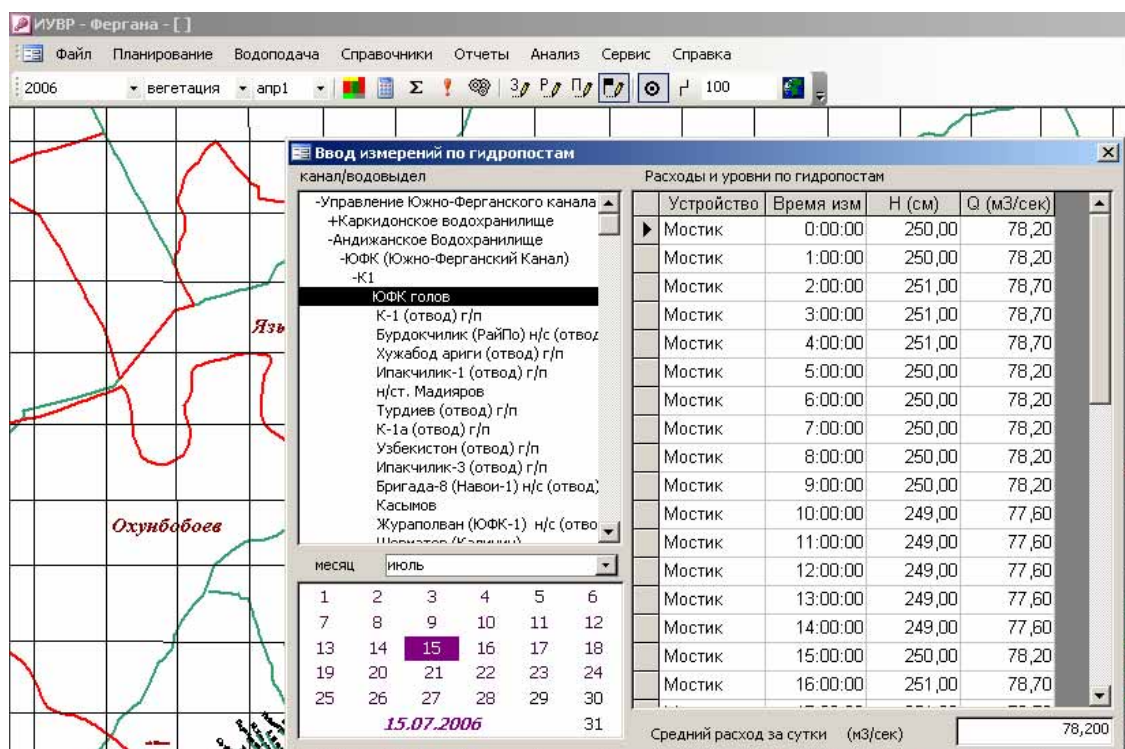 ИУВР - Фергана - [ ]
Файл Планирование Водоподача Справочники Отчеты Анализ Сервис Справка
2006 вегетация апр1 Σ ! З Р П 100
Ввод измерений по гидропостам
канал/водовыдел
-Управление Южно-Ферганского канала
+Каркидонское водохранилище
-Андижанское Водохранилище
-ЮФК (Южно-Ферганский Канал)
-К1
ЮФК голов
К-1 (отвод) г/п
Бурдокчилик (РайПо) н/с (отвод
Хужабод ариги (отвод) г/п
Ипакчилик-1 (отвод) г/п
н/ст. Мадияров
Турдиев (отвод) г/п
К-1а (отвод) г/п
Узбекистон (отвод) г/п
Ипакчилик-3 (отвод) г/п
Бригада-8 (Навои-1) н/с (отвод)
Касымов
Жураполван (ЮФК-1) н/с (отво
месяц июль
1 2 3 4 5 6
7 8 9 10 11 12
13 14 15 16 17 18
19 20 21 22 23 24
25 26 27 28 29 30
15.07.2006 31
Расходы и уровни по гидропостам
Устройство Время изм H (см) Q (м3/сек)
Мостик 0:00:00 250,00 78,20
Мостик 1:00:00 250,00 78,20
Мостик 2:00:00 251,00 78,70
Мостик 3:00:00 251,00 78,70
Мостик 4:00:00 251,00 78,70
Мостик 5:00:00 250,00 78,20
Мостик 6:00:00 250,00 78,20
Мостик 7:00:00 250,00 78,20
Мостик 8:00:00 250,00 78,20
Мостик 9:00:00 250,00 78,20
Мостик 10:00:00 249,00 77,60
Мостик 11:00:00 249,00 77,60
Мостик 12:00:00 249,00 77,60
Мостик 13:00:00 249,00 77,60
Мостик 14:00:00 249,00 77,60
Мостик 15:00:00 250,00 78,20
Мостик 16:00:00 251,00 78,70
Средний расход за сутки (м3/сек) 78,200
Язы
Охунбобоев